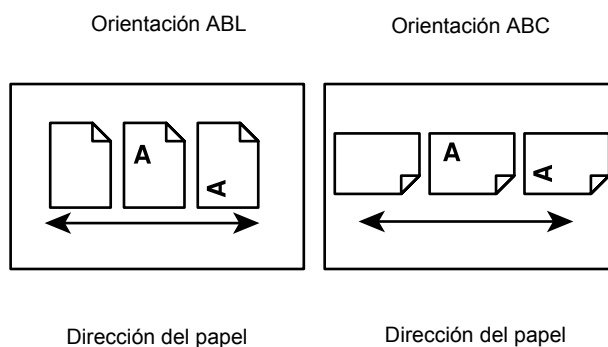 Orientación ABL
Orientación ABC
A
A
A
A
Dirección del papel
Dirección del papel